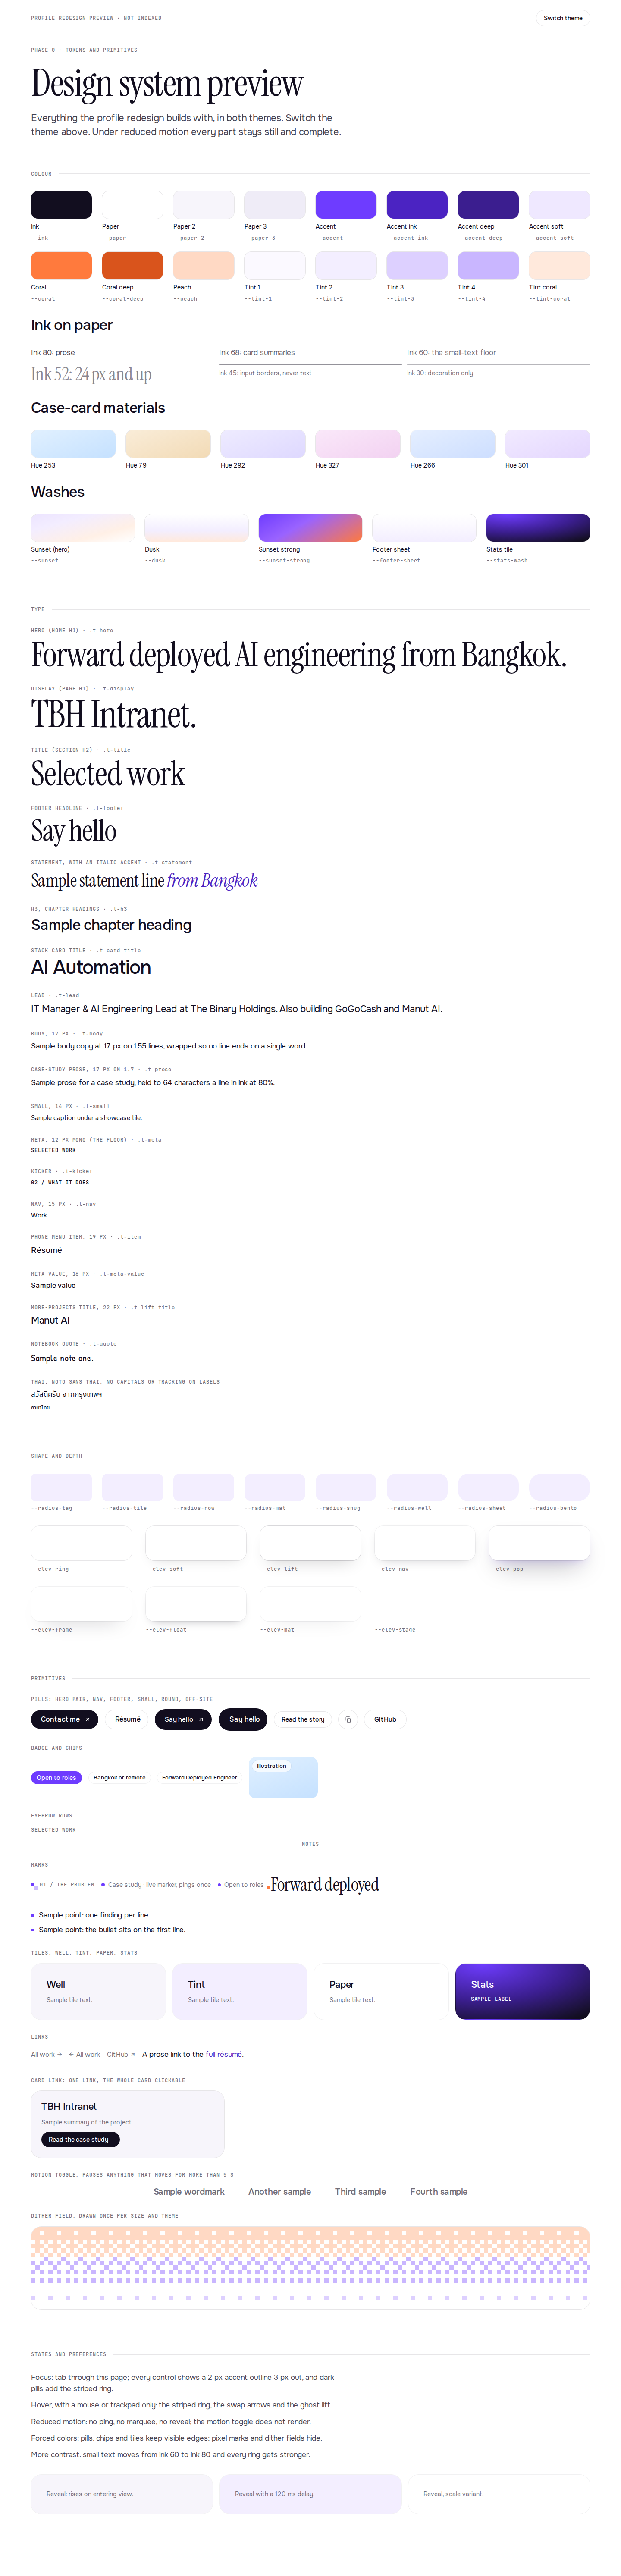 PROFILE REDESIGN PREVIEW · NOT INDEXED
Switch theme
PHASE 0 · TOKENS AND PRIMITIVES
Design system preview
Everything the profile redesign builds with, in both themes. Switch the
theme above. Under reduced motion every part stays still and complete.
COLOUR
Ink
Paper
Paper 2
Paper 3
Accent
Accent ink
Accent deep
Accent soft
--ink
--paper
--paper-2
--paper-3
--accent
--accent-ink
--accent-deep
--accent-soft
Coral
Coral deep
Peach
Tint 1
Tint 2
Tint 3
Tint 4
Tint coral
--coral
--coral-deep
--peach
--tint-1
--tint-2
--tint-3
--tint-4
--tint-coral
Ink on paper
Ink 80: prose
Ink 68: card summaries
Ink 60: the small-text floor
Ink 52: 24 px and up
Ink 45: input borders, never text
Ink 30: decoration only
Case-card materials
Hue 253
Hue 79
Hue 292
Hue 327
Hue 266
Hue 301
Washes
Sunset (hero)
Dusk
Sunset strong
Footer sheet
Stats tile
--sunset
--dusk
--sunset-strong
--footer-sheet
--stats-wash
TYPE
HERO (HOME H1) · .t-hero
Forward deployed AI engineering from Bangkok.
DISPLAY (PAGE H1) · .t-display
TBH Intranet.
TITLE (SECTION H2) · .t-title
Selected work
FOOTER HEADLINE · .t-footer
Say hello
STATEMENT, WITH AN ITALIC ACCENT · .t-statement
Sample statement line from Bangkok
H3, CHAPTER HEADINGS · .t-h3
Sample chapter heading
STACK CARD TITLE · .t-card-title
AI Automation
LEAD · .t-lead
IT Manager & AI Engineering Lead at The Binary Holdings. Also building GoGoCash and Manut AI.
BODY, 17 PX · .t-body
Sample body copy at 17 px on 1.55 lines, wrapped so no line ends on a single word.
CASE-STUDY PROSE, 17 PX ON 1.7 · .t-prose
Sample prose for a case study, held to 64 characters a line in ink at 80%.
SMALL, 14 PX · .t-small
Sample caption under a showcase tile.
META, 12 PX MONO (THE FLOOR) · .t-meta
SELECTED WORK
KICKER · .t-kicker
02 / WHAT IT DOES
NAV, 15 PX · .t-nav
Work
PHONE MENU ITEM, 19 PX · .t-item
Résumé
META VALUE, 16 PX · .t-meta-value
Sample value
MORE-PROJECTS TITLE, 22 PX · .t-lift-title
Manut AI
NOTEBOOK QUOTE · .t-quote
Sample note one.
THAI: NOTO SANS THAI, NO CAPITALS OR TRACKING ON LABELS
สวัสดีครับ จากกรุงเทพฯ
ภาษาไทย
SHAPE AND DEPTH
--radius-tag
--radius-tile
--radius-row
--radius-mat
--radius-snug
--radius-well
--radius-sheet
--radius-bento
--elev-ring
--elev-soft
--elev-lift
--elev-nav
--elev-pop
--elev-frame
--elev-float
--elev-mat
--elev-stage
PRIMITIVES
PILLS: HERO PAIR, NAV, FOOTER, SMALL, ROUND, OFF-SITE
Contact me ↗
Résumé
Say hello ↗
Say hello
Read the story
GitHub
BADGE AND CHIPS
Open to roles
Bangkok or remote
Forward Deployed Engineer
Illustration
EYEBROW ROWS
SELECTED WORK
NOTES
MARKS
01 / THE PROBLEM
Case study · live marker, pings once
Open to roles
Forward deployed
Sample point: one finding per line.
Sample point: the bullet sits on the first line.
TILES: WELL, TINT, PAPER, STATS
Well
Tint
Paper
Stats
Sample tile text.
Sample tile text.
Sample tile text.
SAMPLE LABEL
LINKS
All work →
← All work
GitHub ↗
A prose link to the full résumé.
CARD LINK: ONE LINK, THE WHOLE CARD CLICKABLE
TBH Intranet
Sample summary of the project.
Read the case study
MOTION TOGGLE: PAUSES ANYTHING THAT MOVES FOR MORE THAN 5 S
Sample wordmark
Another sample
Third sample
Fourth sample
DITHER FIELD: DRAWN ONCE PER SIZE AND THEME
STATES AND PREFERENCES
Focus: tab through this page; every control shows a 2 px accent outline 3 px out, and dark
pills add the striped ring.
Hover, with a mouse or trackpad only: the striped ring, the swap arrows and the ghost lift.
Reduced motion: no ping, no marquee, no reveal; the motion toggle does not render.
Forced colors: pills, chips and tiles keep visible edges; pixel marks and dither fields hide.
More contrast: small text moves from ink 60 to ink 80 and every ring gets stronger.
Reveal: rises on entering view.
Reveal with a 120 ms delay.
Reveal, scale variant.